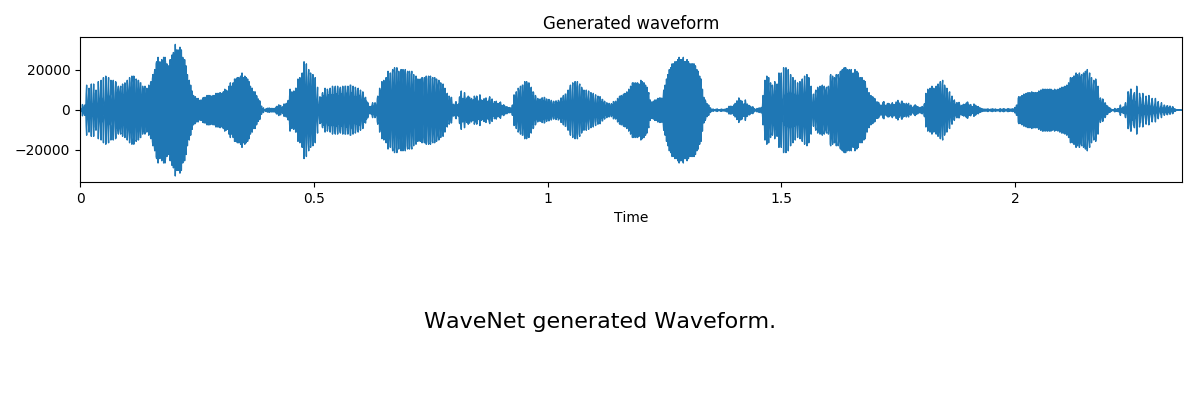 Generated waveform
20000
0
−20000
0 0.5 1 1.5 2
Time
WaveNet generated Waveform.